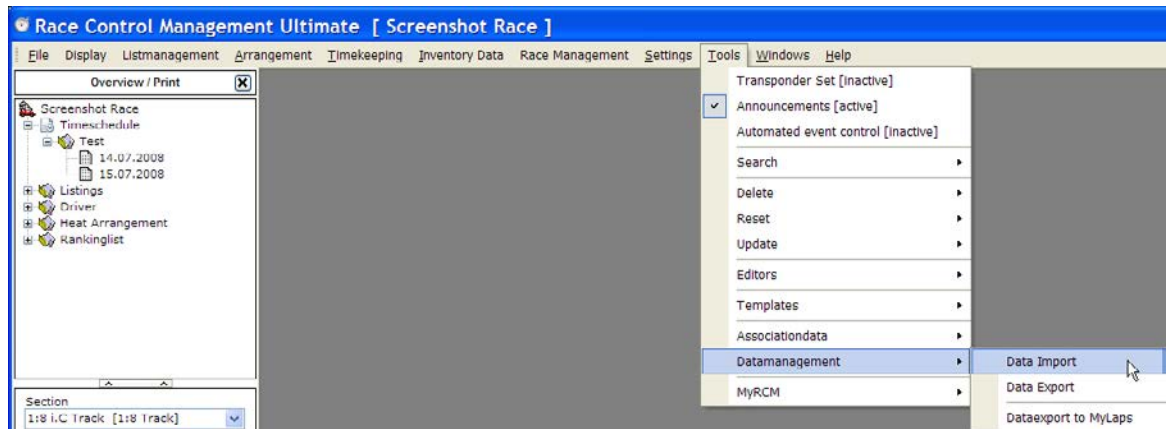 Race Control Management Ultimate [ Screenshot Race ]
File Display Listmanagement Arrangement Timekeeping Inventory Data Race Management Settings Tools Windows Help
Overview / Print
Screenshot Race
Timeschedule
Test
14.07.2008
15.07.2008
Listings
Driver
Heat Arrangement
Rankinglist
Section
1:8 I.C Track [1:8 Track]
Transponder Set [inactive]
Announcements [active]
Automated event control [inactive]
Search
Delete
Reset
Update
Editors
Templates
Associationdata
Datamanagement
MyRCM
Data Import
Data Export
Dataexport to MyLaps